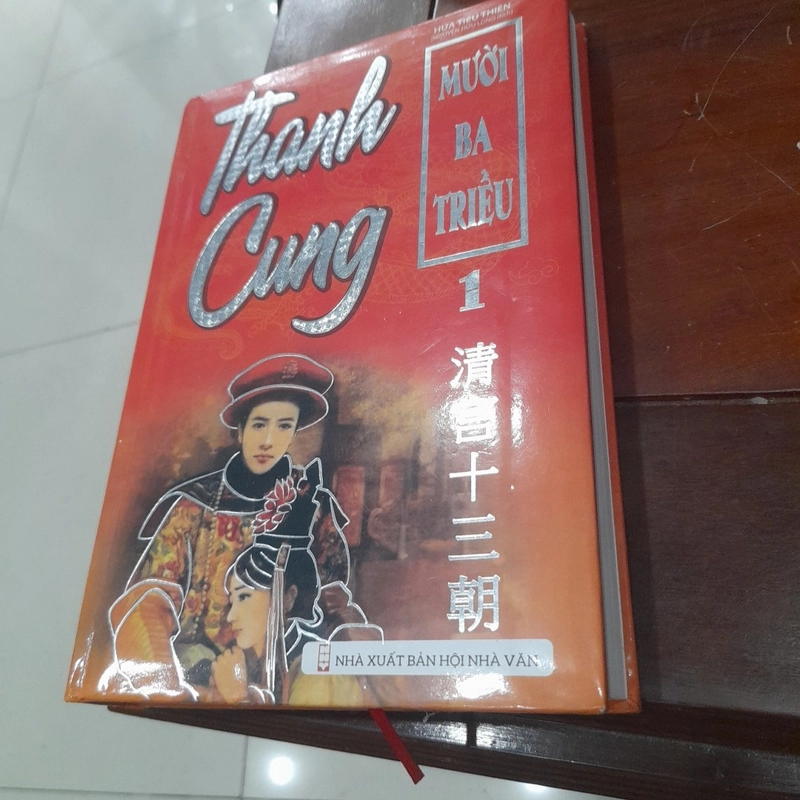 HỨA TIẾU THIÊN
Thanh
Cung
MƯỜI
BA
TRIỀU
1
清宫十三朝
NHÀ XUẤT BẢN HỘI NHÀ VĂN